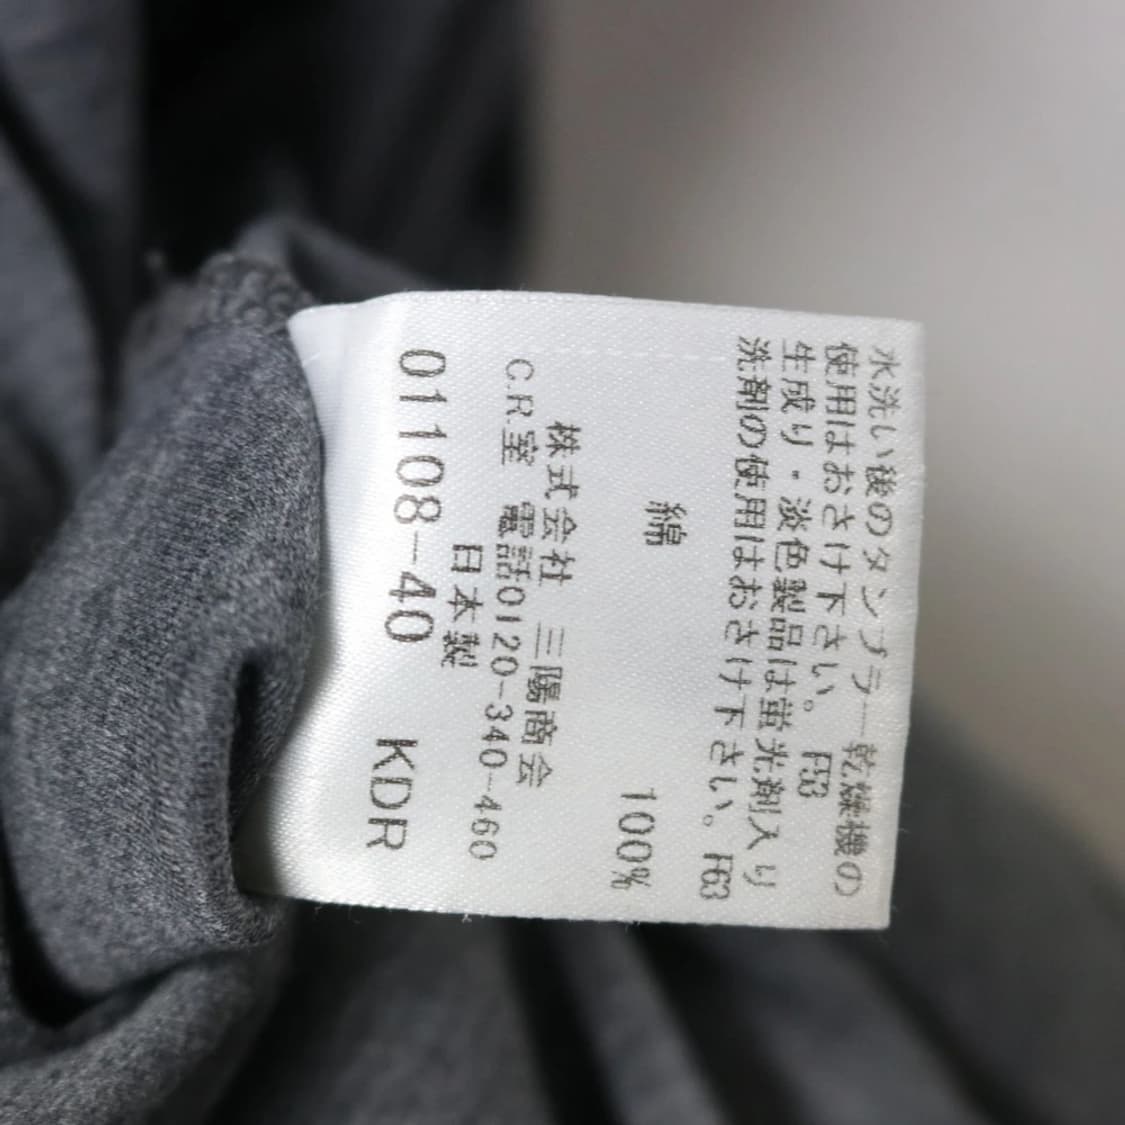 水洗い後のタンブラー乾燥機の
使用はおさけ下さい。 F53
生成り・淡色製品は蛍光剤入り
洗剤の使用はおさけ下さい。F63
綿 100%
株式会社 三陽商会
C.R.室 電話0120-340-460
日本製
01108-40 KDR